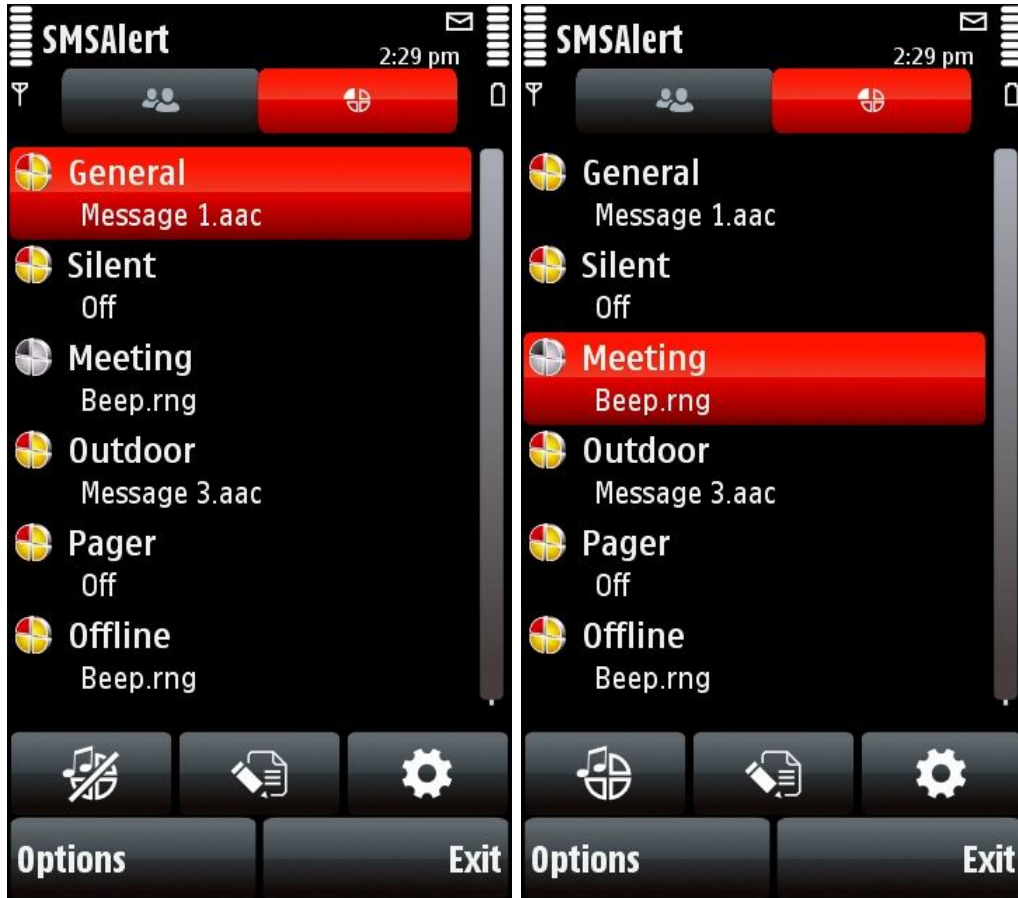 SMSAlert
2:29 pm
General
Message 1.aac
Silent
Off
Meeting
Beep.rng
Outdoor
Message 3.aac
Pager
Off
Offline
Beep.rng
Options
Exit
SMSAlert
2:29 pm
General
Message 1.aac
Silent
Off
Meeting
Beep.rng
Outdoor
Message 3.aac
Pager
Off
Offline
Beep.rng
Options
Exit